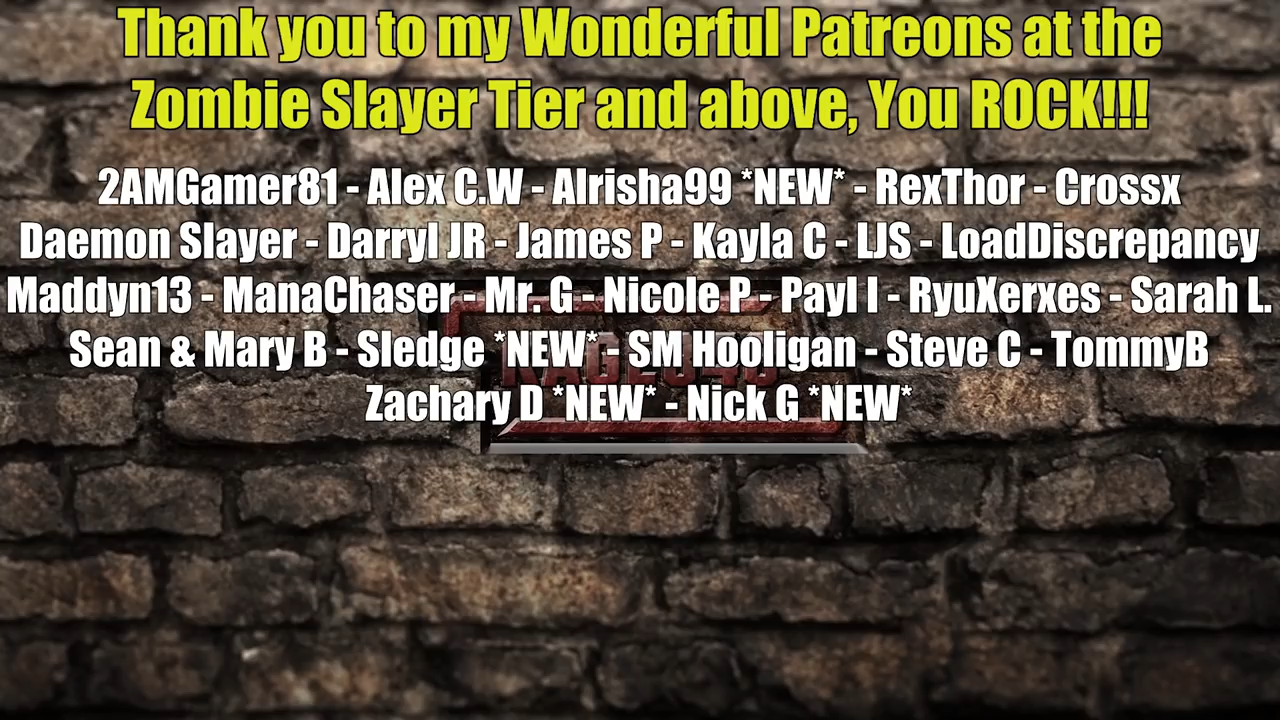 Thank you to my Wonderful Patreons at the
Zombie Slayer Tier and above, You ROCK!!!
2AMGamer81 - Alex C.W - Alrisha99 *NEW* - RexThor - Crossx
Daemon Slayer - Darryl JR - James P - Kayla C - LJS - LoadDiscrepancy
Maddyn13 - ManaChaser - Mr. G - Nicole P - Payl I - RyuXerxes - Sarah L.
Sean & Mary B - Sledge *NEW* - SM Hooligan - Steve C - TommyB
Zachary D *NEW* - Nick G *NEW*